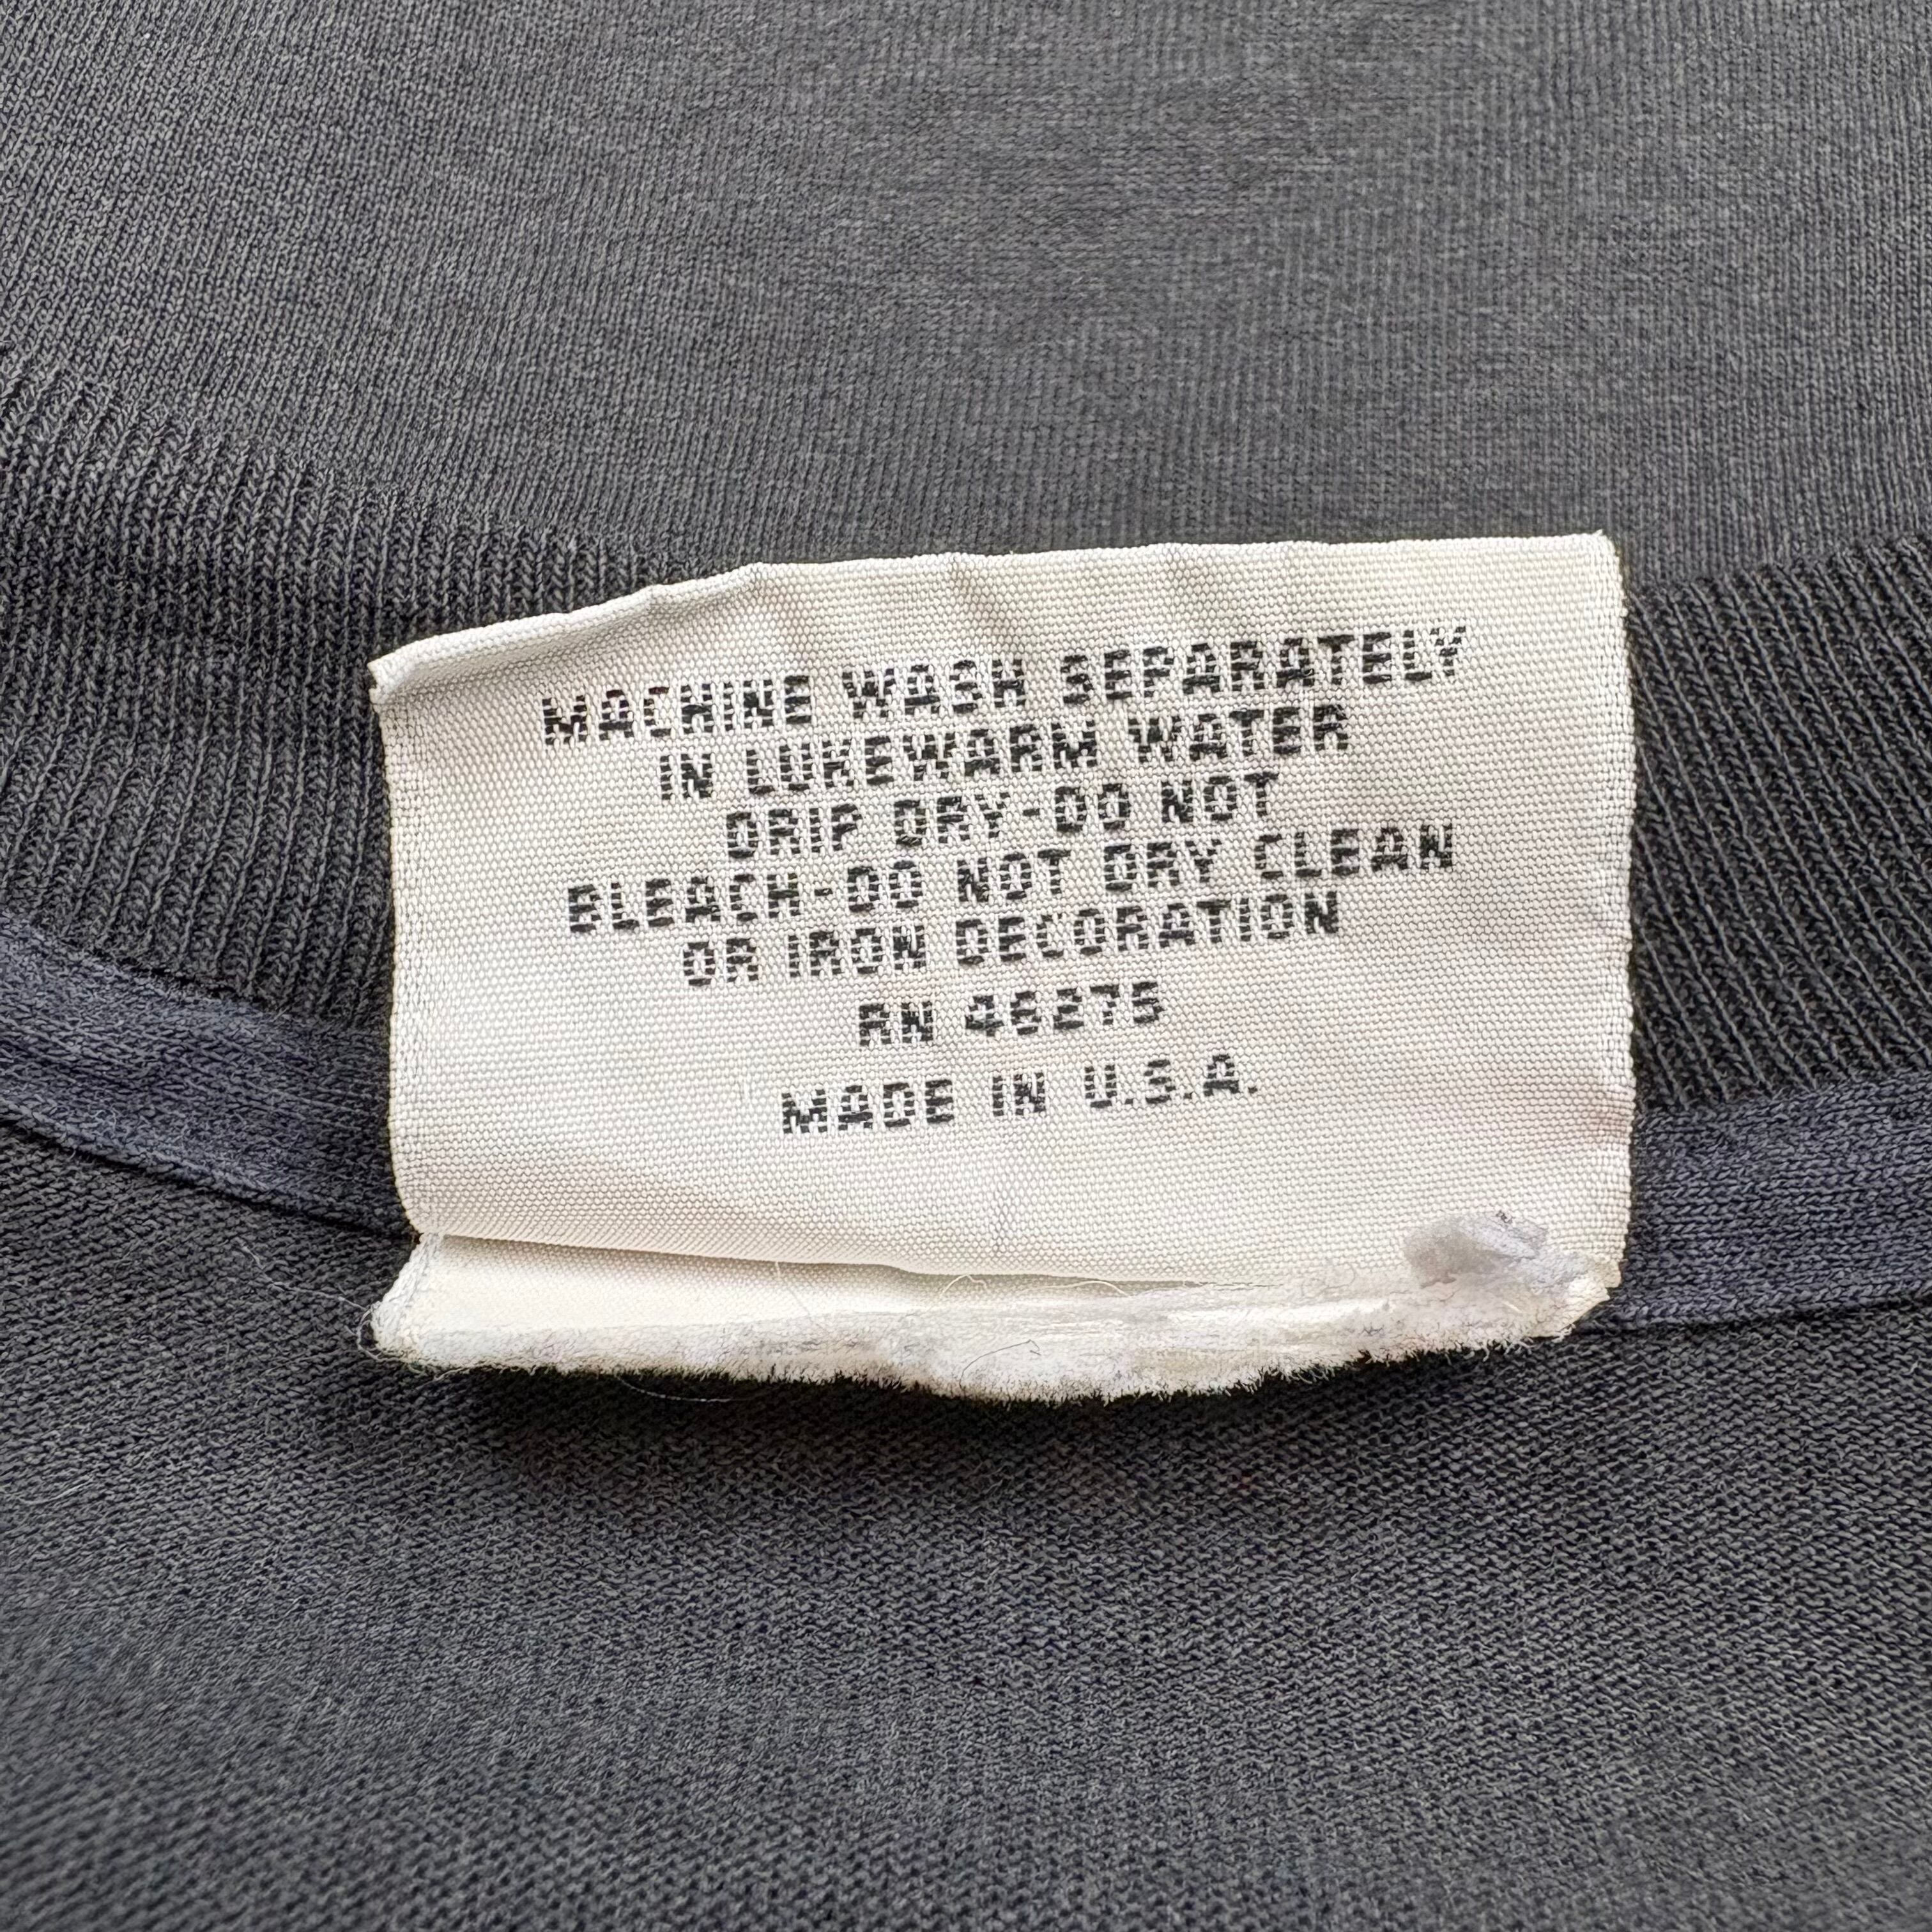 MACHINE WASH SEPARATELY
IN LUKEWARM WATER
DRIP DRY-DO NOT
BLEACH-DO NOT DRY CLEAN
OR IRON DECORATION
RN 46275
MADE IN U.S.A.